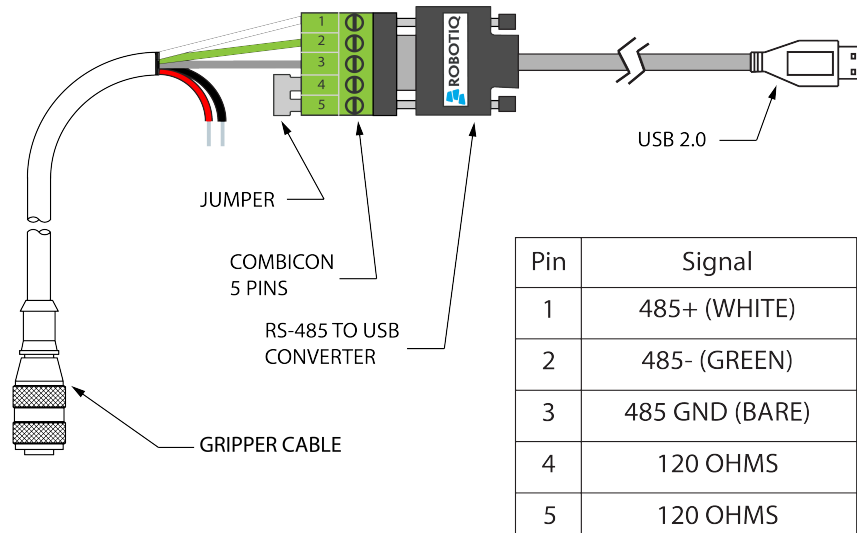 1
2
3
4
5
ROBOTIQ
USB 2.0
JUMPER
COMBICON
5 PINS
RS-485 TO USB
CONVERTER
GRIPPER CABLE
Pin Signal
1 485+ (WHITE)
2 485- (GREEN)
3 485 GND (BARE)
4 120 OHMS
5 120 OHMS